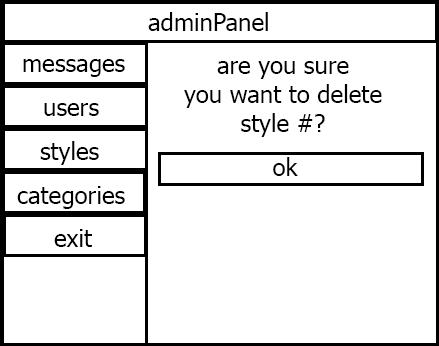 adminPanel
messages
users
styles
categories
exit
are you sure
you want to delete
style #?
ok